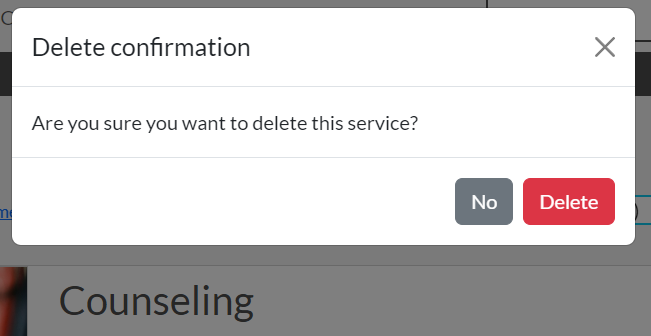 Delete confirmation
Are you sure you want to delete this service?
No
Delete
Counseling